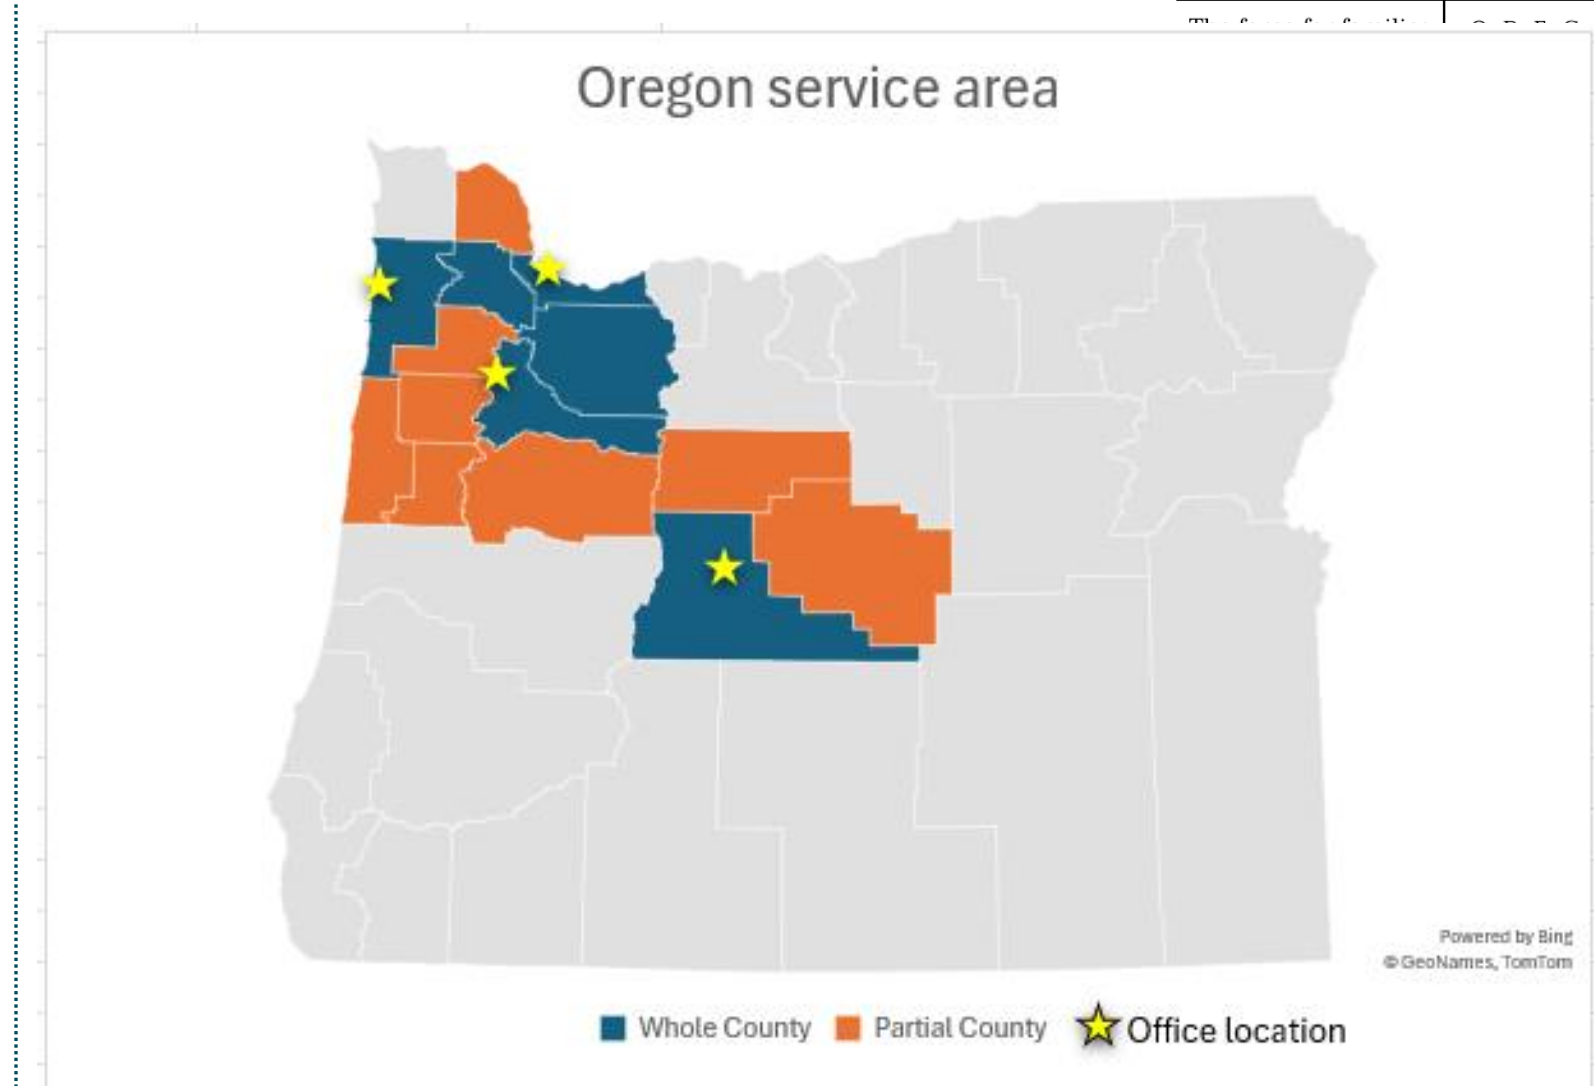 Oregon service area
Powered by Bing
© GeoNames, TomTom
Whole County
Partial County
Office location